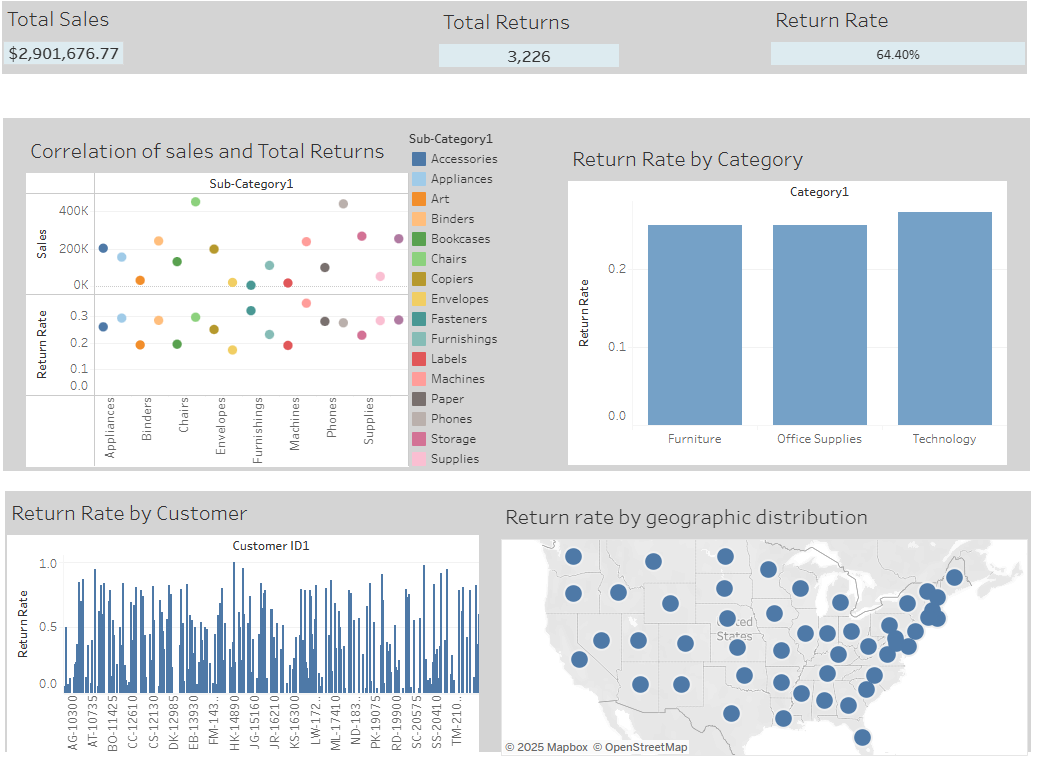 Total Sales
$2,901,676.77
Total Returns
3,226
Return Rate
64.40%
Correlation of sales and Total Returns
Sub-Category1
Sales
400K
200K
0K
Return Rate
0.3
0.2
0.1
0.0
Appliances
Binders
Chairs
Envelopes
Furnishings
Machines
Phones
Supplies
Sub-Category1
Accessories
Appliances
Art
Binders
Bookcases
Chairs
Copiers
Envelopes
Fasteners
Furnishings
Labels
Machines
Paper
Phones
Storage
Supplies
Return Rate by Category
Category1
Return Rate
0.2
0.1
0.0
Furniture
Office Supplies
Technology
Return Rate by Customer
Customer ID1
Return Rate
1.0
0.5
0.0
AG-10300
AT-10735
BO-11425
CC-12610
CS-12130
DK-12985
EB-13930
FM-143..
HK-14890
JG-15160
JR-16210
KS-16300
LW-172..
ML-17410
ND-183..
PK-19075
RD-19900
SC-20575
SS-20410
TM-210..
Return rate by geographic distribution
United
States
© 2025 Mapbox © OpenStreetMap